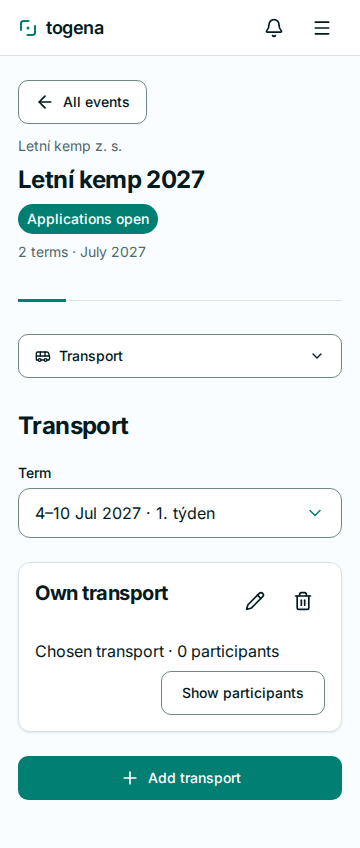 togena
All events
Letní kemp z. s.
Letní kemp 2027
Applications open
2 terms · July 2027
Transport
Transport
Term
4–10 Jul 2027 · 1. týden
Own transport
Chosen transport · 0 participants
Show participants
Add transport